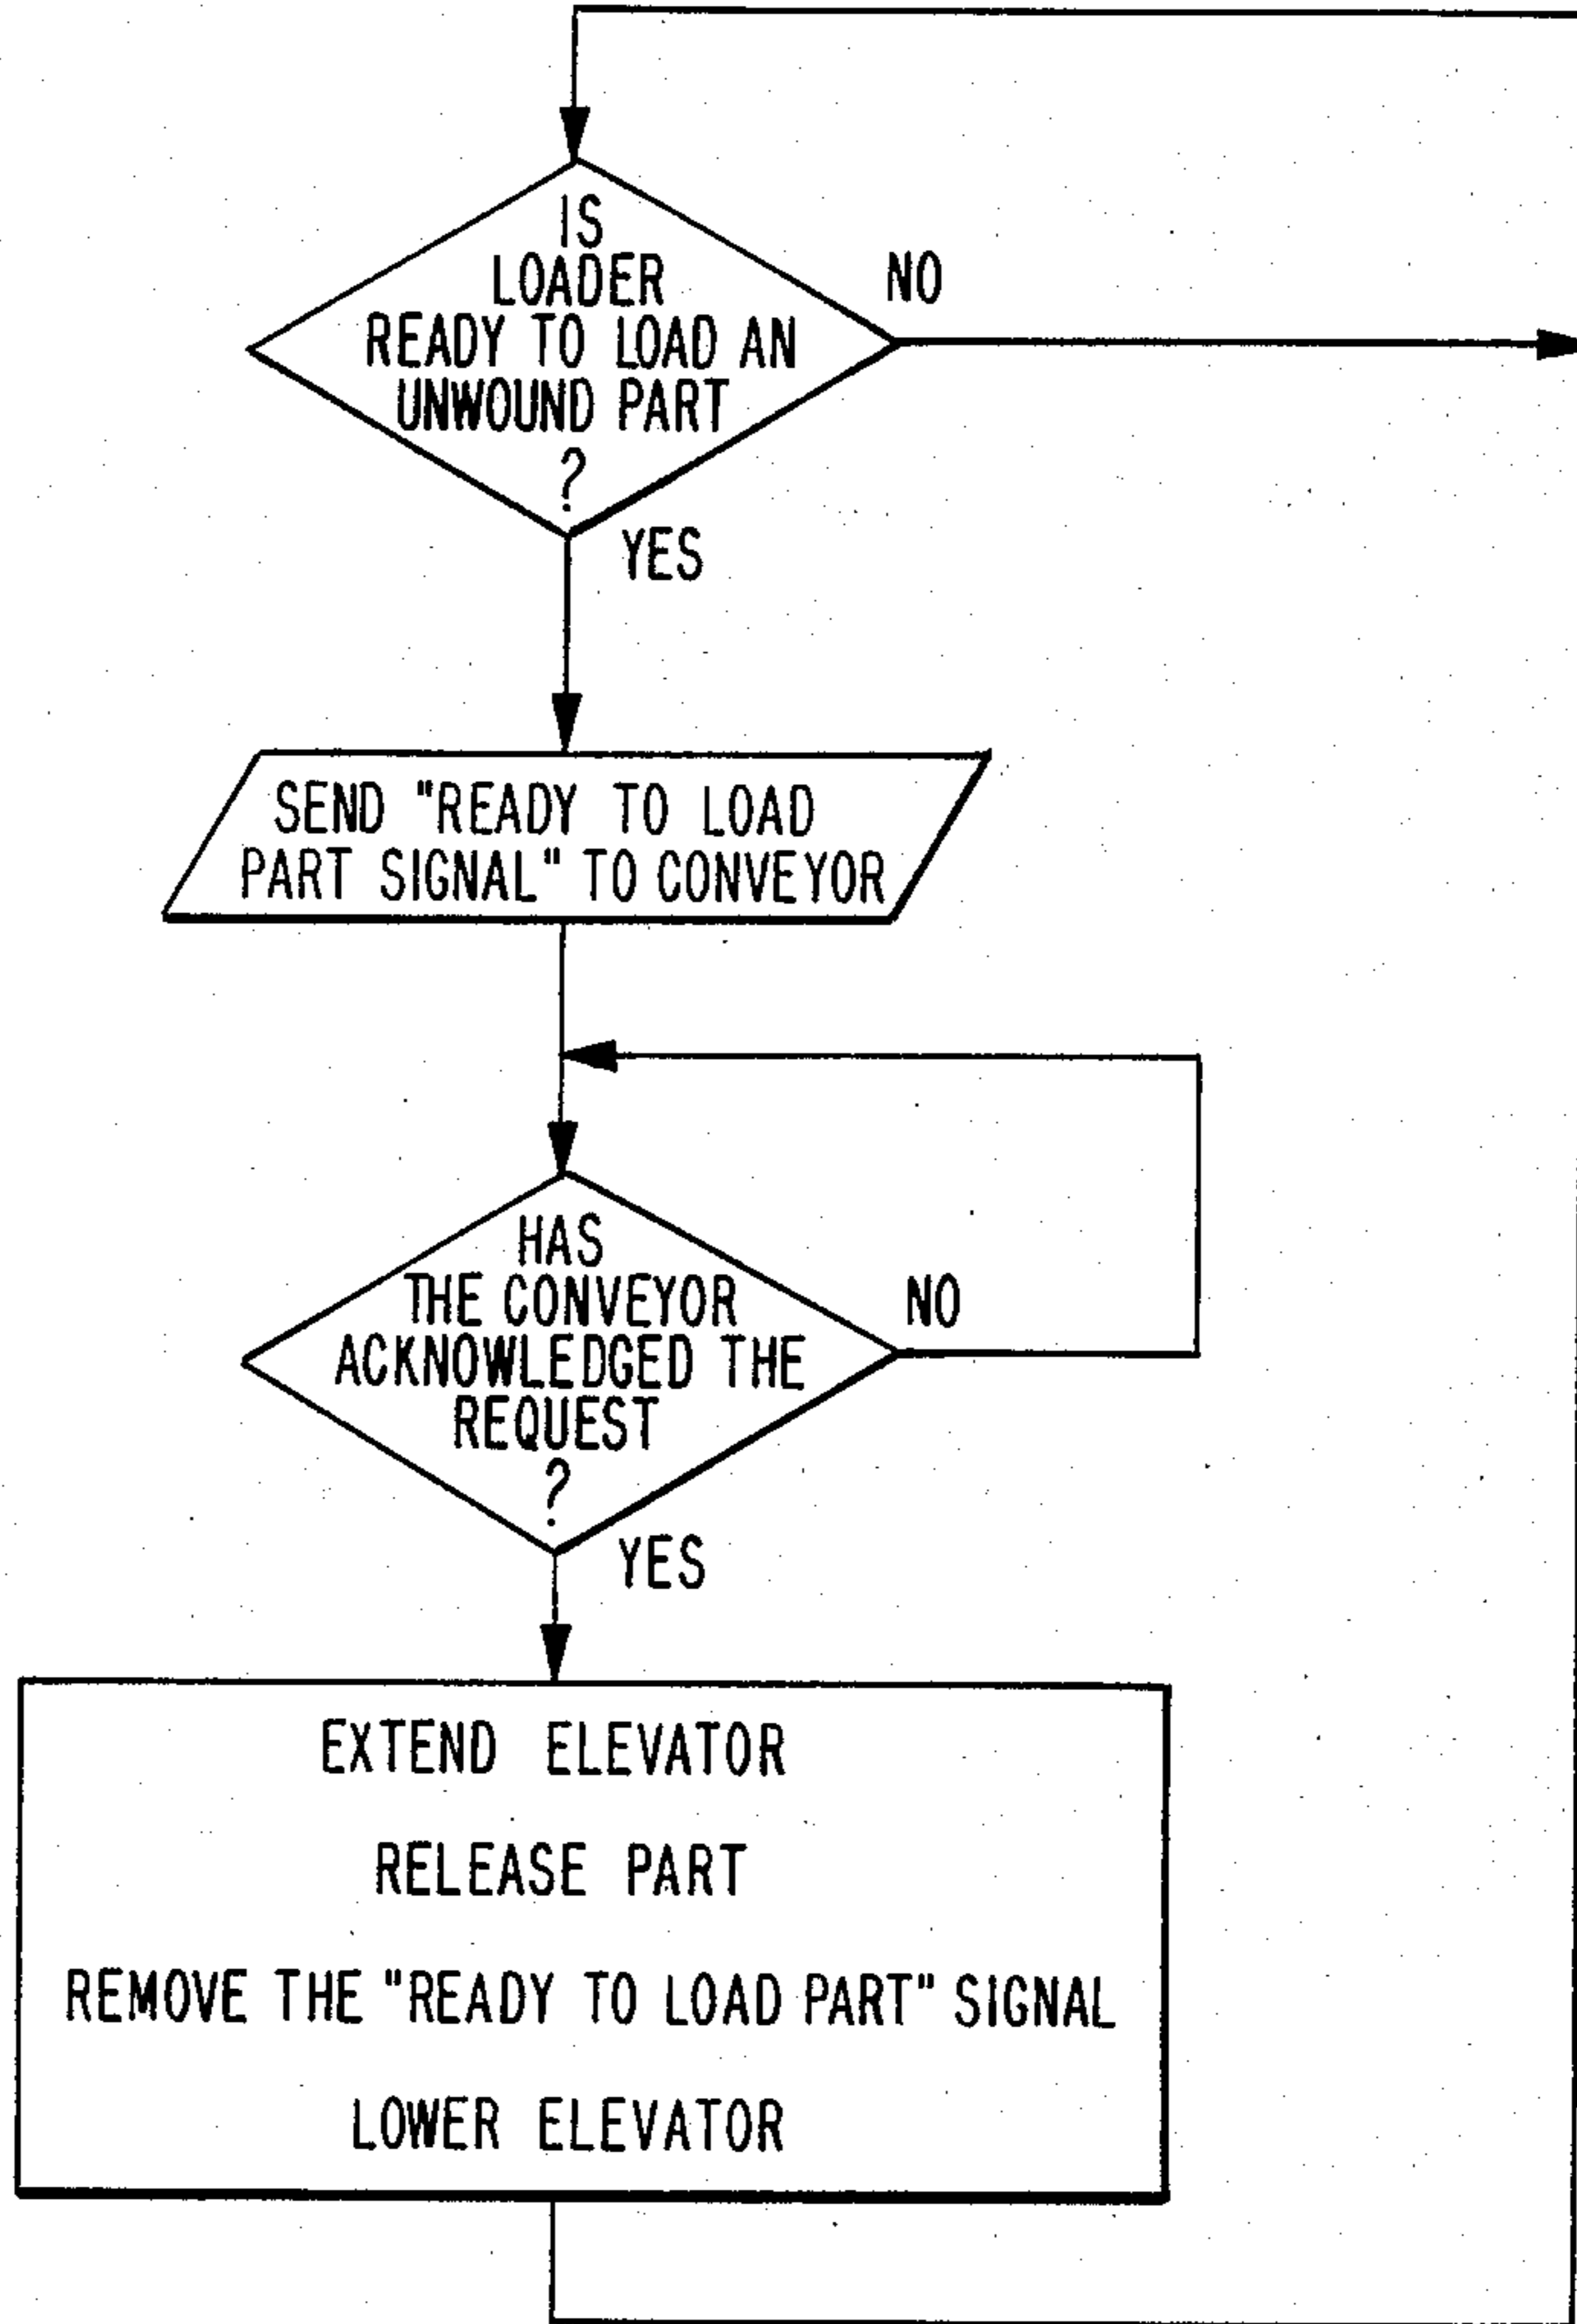 IS
LOADER
READY TO LOAD AN
UNWOUND PART
?
NO
YES
SEND "READY TO LOAD
PART SIGNAL" TO CONVEYOR
HAS
THE CONVEYOR
ACKNOWLEDGED THE
REQUEST
?
NO
YES
EXTEND ELEVATOR
RELEASE PART
REMOVE THE "READY TO LOAD PART" SIGNAL
LOWER ELEVATOR